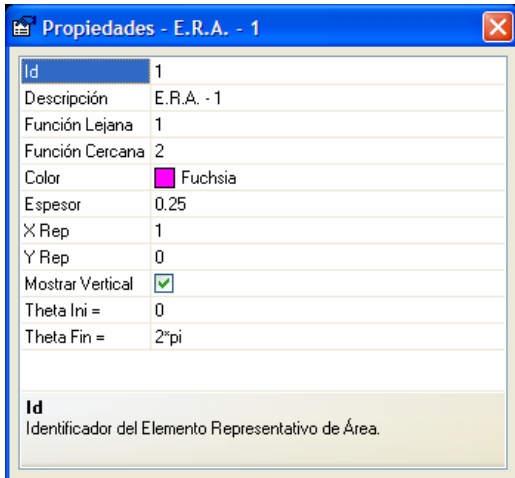 Propiedades - E.R.A. - 1
Id 1
Descripción E.R.A. - 1
Función Lejana 1
Función Cercana 2
Color Fuchsia
Espesor 0.25
X Rep 1
Y Rep 0
Mostrar Vertical
Theta Ini = 0
Theta Fin = 2*pi
Id
Identificador del Elemento Representativo de Área.